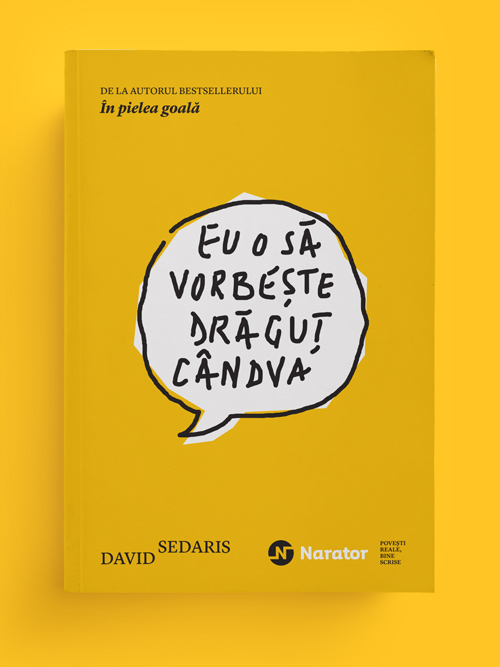 DE LA AUTORUL BESTSELLERULUI
În pielea goală
EU O SĂ
VORBEȘTE
DRĂGUȚ
CÂNDVA
DAVID SEDARIS
N Narator
POVEȘTI
REALE,
BINE
SCRISE